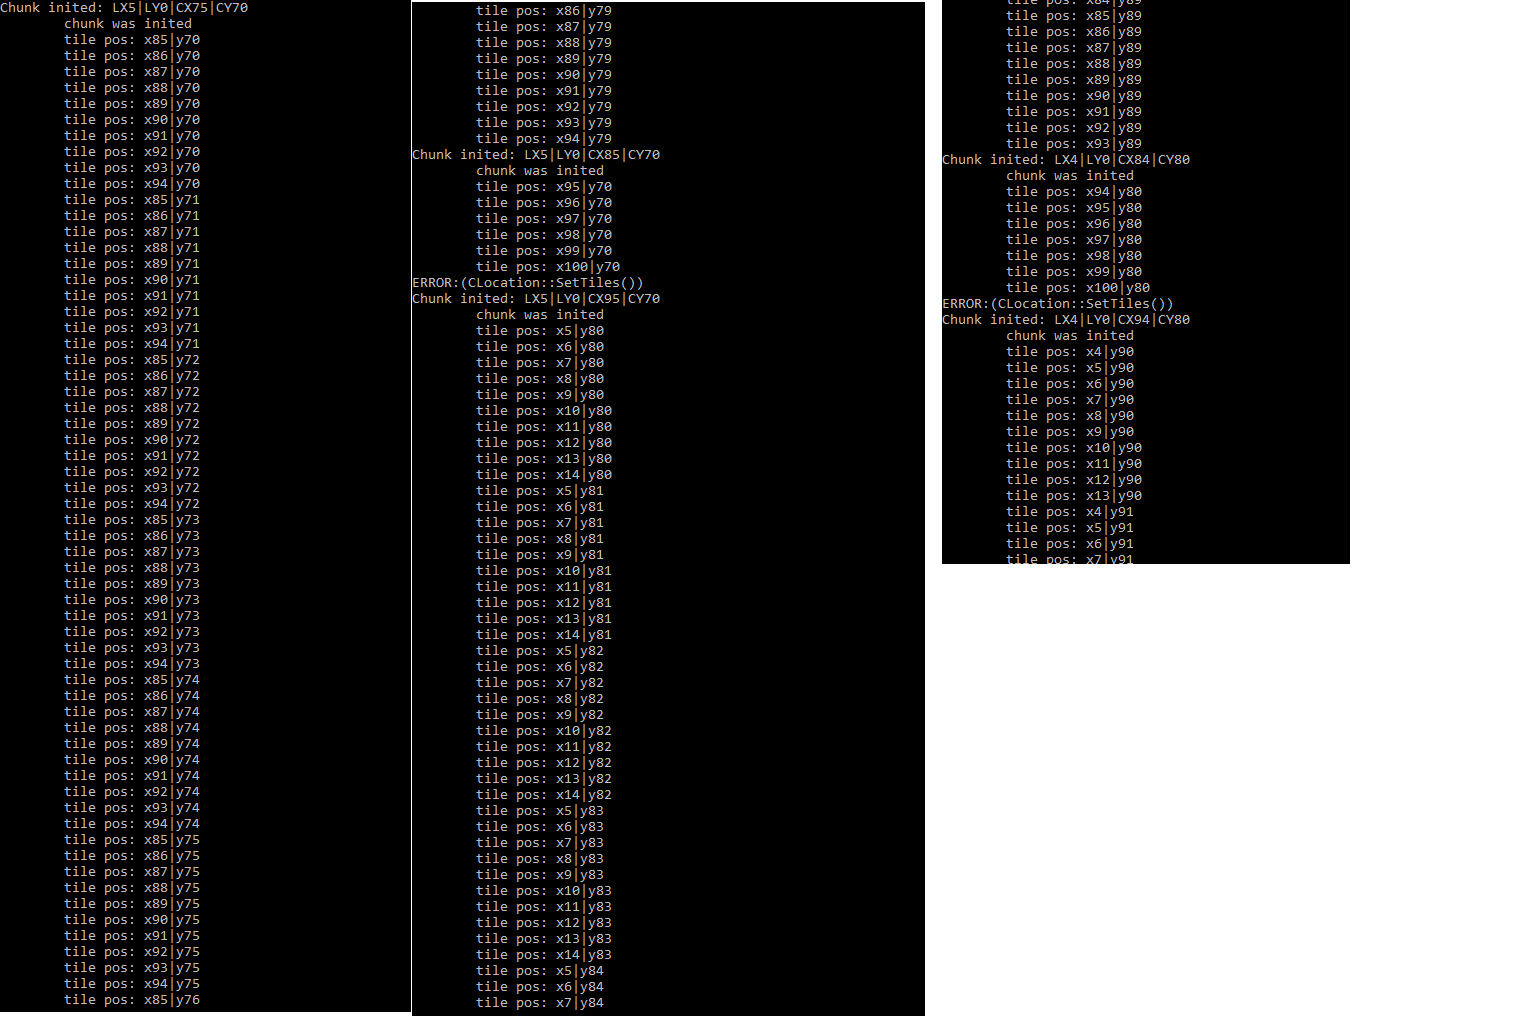 Chunk inited: LX5|LY0|CX75|CY70
chunk was inited
tile pos: x85|y70
tile pos: x86|y70
tile pos: x87|y70
tile pos: x88|y70
tile pos: x89|y70
tile pos: x90|y70
tile pos: x91|y70
tile pos: x92|y70
tile pos: x93|y70
tile pos: x94|y70
tile pos: x85|y71
tile pos: x86|y71
tile pos: x87|y71
tile pos: x88|y71
tile pos: x89|y71
tile pos: x90|y71
tile pos: x91|y71
tile pos: x92|y71
tile pos: x93|y71
tile pos: x94|y71
tile pos: x85|y72
tile pos: x86|y72
tile pos: x87|y72
tile pos: x88|y72
tile pos: x89|y72
tile pos: x90|y72
tile pos: x91|y72
tile pos: x92|y72
tile pos: x93|y72
tile pos: x94|y72
tile pos: x85|y73
tile pos: x86|y73
tile pos: x87|y73
tile pos: x88|y73
tile pos: x89|y73
tile pos: x90|y73
tile pos: x91|y73
tile pos: x92|y73
tile pos: x93|y73
tile pos: x94|y73
tile pos: x85|y74
tile pos: x86|y74
tile pos: x87|y74
tile pos: x88|y74
tile pos: x89|y74
tile pos: x90|y74
tile pos: x91|y74
tile pos: x92|y74
tile pos: x93|y74
tile pos: x94|y74
tile pos: x85|y75
tile pos: x86|y75
tile pos: x87|y75
tile pos: x88|y75
tile pos: x89|y75
tile pos: x90|y75
tile pos: x91|y75
tile pos: x92|y75
tile pos: x93|y75
tile pos: x94|y75
tile pos: x85|y76
tile pos: x86|y79
tile pos: x87|y79
tile pos: x88|y79
tile pos: x89|y79
tile pos: x90|y79
tile pos: x91|y79
tile pos: x92|y79
tile pos: x93|y79
tile pos: x94|y79
Chunk inited: LX5|LY0|CX85|CY70
chunk was inited
tile pos: x95|y70
tile pos: x96|y70
tile pos: x97|y70
tile pos: x98|y70
tile pos: x99|y70
tile pos: x100|y70
ERROR:(CLocation::SetTiles())
Chunk inited: LX5|LY0|CX95|CY70
chunk was inited
tile pos: x5|y80
tile pos: x6|y80
tile pos: x7|y80
tile pos: x8|y80
tile pos: x9|y80
tile pos: x10|y80
tile pos: x11|y80
tile pos: x12|y80
tile pos: x13|y80
tile pos: x14|y80
tile pos: x5|y81
tile pos: x6|y81
tile pos: x7|y81
tile pos: x8|y81
tile pos: x9|y81
tile pos: x10|y81
tile pos: x11|y81
tile pos: x12|y81
tile pos: x13|y81
tile pos: x14|y81
tile pos: x5|y82
tile pos: x6|y82
tile pos: x7|y82
tile pos: x8|y82
tile pos: x9|y82
tile pos: x10|y82
tile pos: x11|y82
tile pos: x12|y82
tile pos: x13|y82
tile pos: x14|y82
tile pos: x5|y83
tile pos: x6|y83
tile pos: x7|y83
tile pos: x8|y83
tile pos: x9|y83
tile pos: x10|y83
tile pos: x11|y83
tile pos: x12|y83
tile pos: x13|y83
tile pos: x14|y83
tile pos: x5|y84
tile pos: x6|y84
tile pos: x7|y84
tile pos: x84|y89
tile pos: x85|y89
tile pos: x86|y89
tile pos: x87|y89
tile pos: x88|y89
tile pos: x89|y89
tile pos: x90|y89
tile pos: x91|y89
tile pos: x92|y89
tile pos: x93|y89
Chunk inited: LX4|LY0|CX84|CY80
chunk was inited
tile pos: x94|y80
tile pos: x95|y80
tile pos: x96|y80
tile pos: x97|y80
tile pos: x98|y80
tile pos: x99|y80
tile pos: x100|y80
ERROR:(CLocation::SetTiles())
Chunk inited: LX4|LY0|CX94|CY80
chunk was inited
tile pos: x4|y90
tile pos: x5|y90
tile pos: x6|y90
tile pos: x7|y90
tile pos: x8|y90
tile pos: x9|y90
tile pos: x10|y90
tile pos: x11|y90
tile pos: x12|y90
tile pos: x13|y90
tile pos: x4|y91
tile pos: x5|y91
tile pos: x6|y91
tile pos: x7|y91